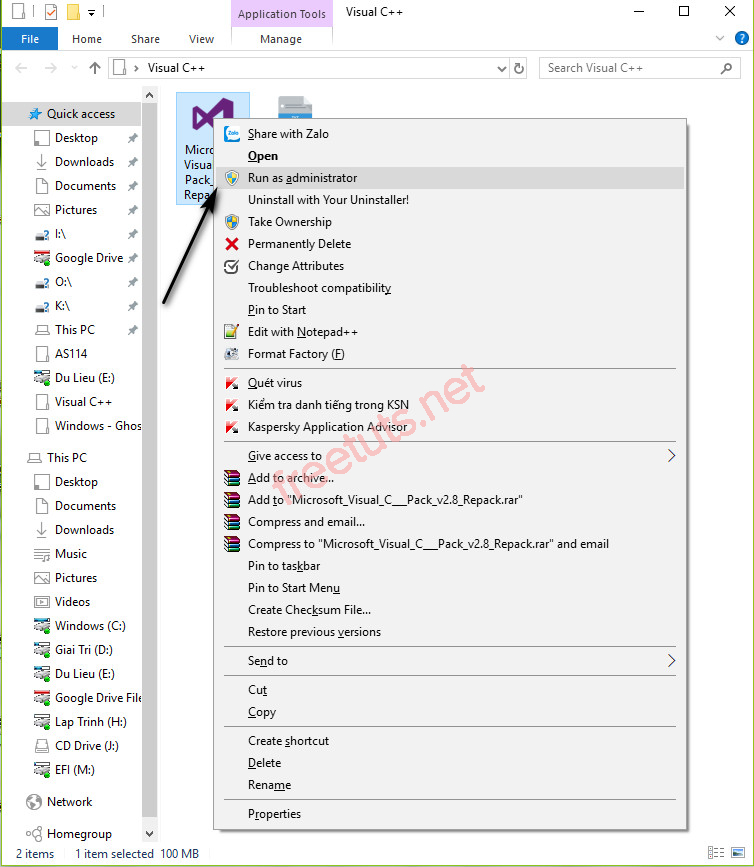 Application Tools
Visual C++
File
Home
Share
View
Manage
Visual C++
Search Visual C++
Quick access
Desktop
Downloads
Documents
Pictures
I:\
Google Drive
O:\
K:\
This PC
AS114
Du Lieu (E:)
Visual C++
Windows - Ghos
This PC
Desktop
Documents
Downloads
Music
Pictures
Videos
Windows (C:)
Giai Tri (D:)
Du Lieu (E:)
Google Drive File
Lap Trinh (H:)
CD Drive (J:)
EFI (M:)
Network
Homegroup
Micro
Visual
Pack_
Repa
Zalo
Share with Zalo
Open
Run as administrator
Uninstall with Your Uninstaller!
Take Ownership
Permanently Delete
Change Attributes
Troubleshoot compatibility
Pin to Start
Edit with Notepad++
Format Factory (F)
Quét virus
Kiểm tra danh tiếng trong KSN
Kaspersky Application Advisor
Give access to
Add to archive...
Add to "Microsoft_Visual_C___Pack_v2.8_Repack.rar"
Compress and email...
Compress to "Microsoft_Visual_C___Pack_v2.8_Repack.rar" and email
Pin to taskbar
Pin to Start Menu
Create Checksum File...
Restore previous versions
Send to
Cut
Copy
Create shortcut
Delete
Rename
Properties
freetuts.net
2 items
1 item selected 100 MB